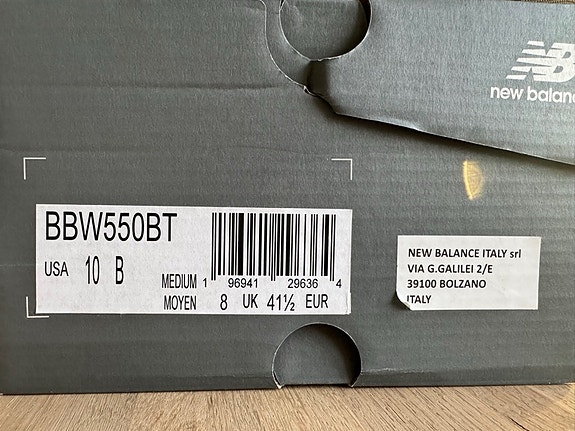 NB
new balance
BBW550BT
USA 10 B
MEDIUM
MOYEN
1 96941 29636 4
8 UK 41½ EUR
NEW BALANCE ITALY srl
VIA G.GALILEI 2/E
39100 BOLZANO
ITALY